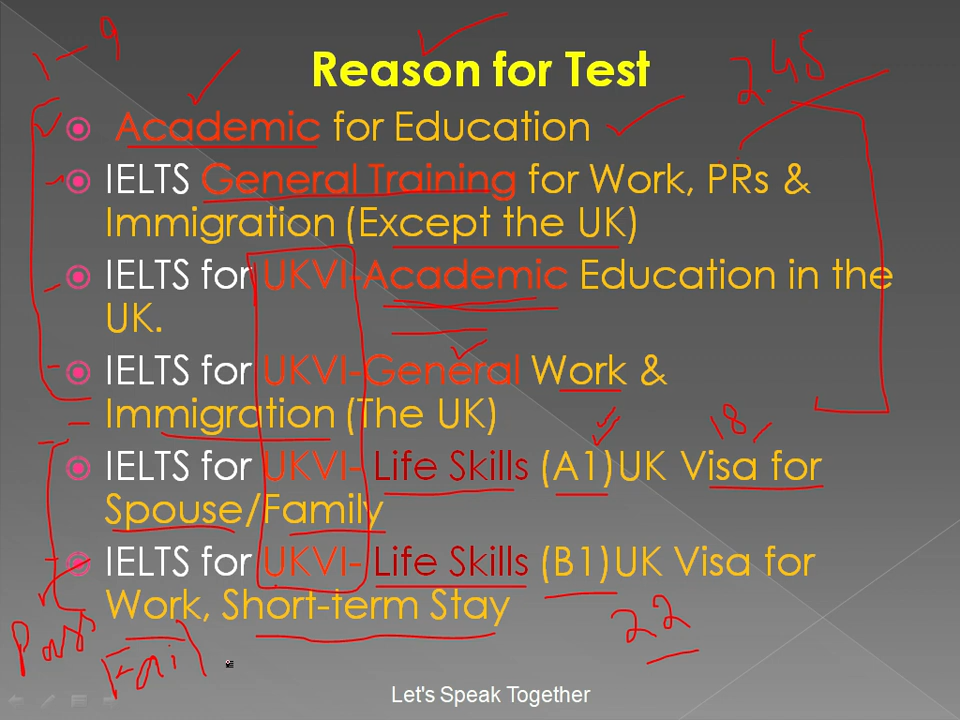 1-9
Reason for Test
2.45
Academic for Education
IELTS General Training for Work, PRs &
Immigration (Except the UK)
IELTS for UKVI-Academic Education in the
UK.
IELTS for UKVI-General Work &
Immigration (The UK)
18
IELTS for UKVI- Life Skills (A1)UK Visa for
Spouse/Family
IELTS for UKVI- Life Skills (B1)UK Visa for
Work, Short-term Stay
22
Pass
Fail
Let's Speak Together